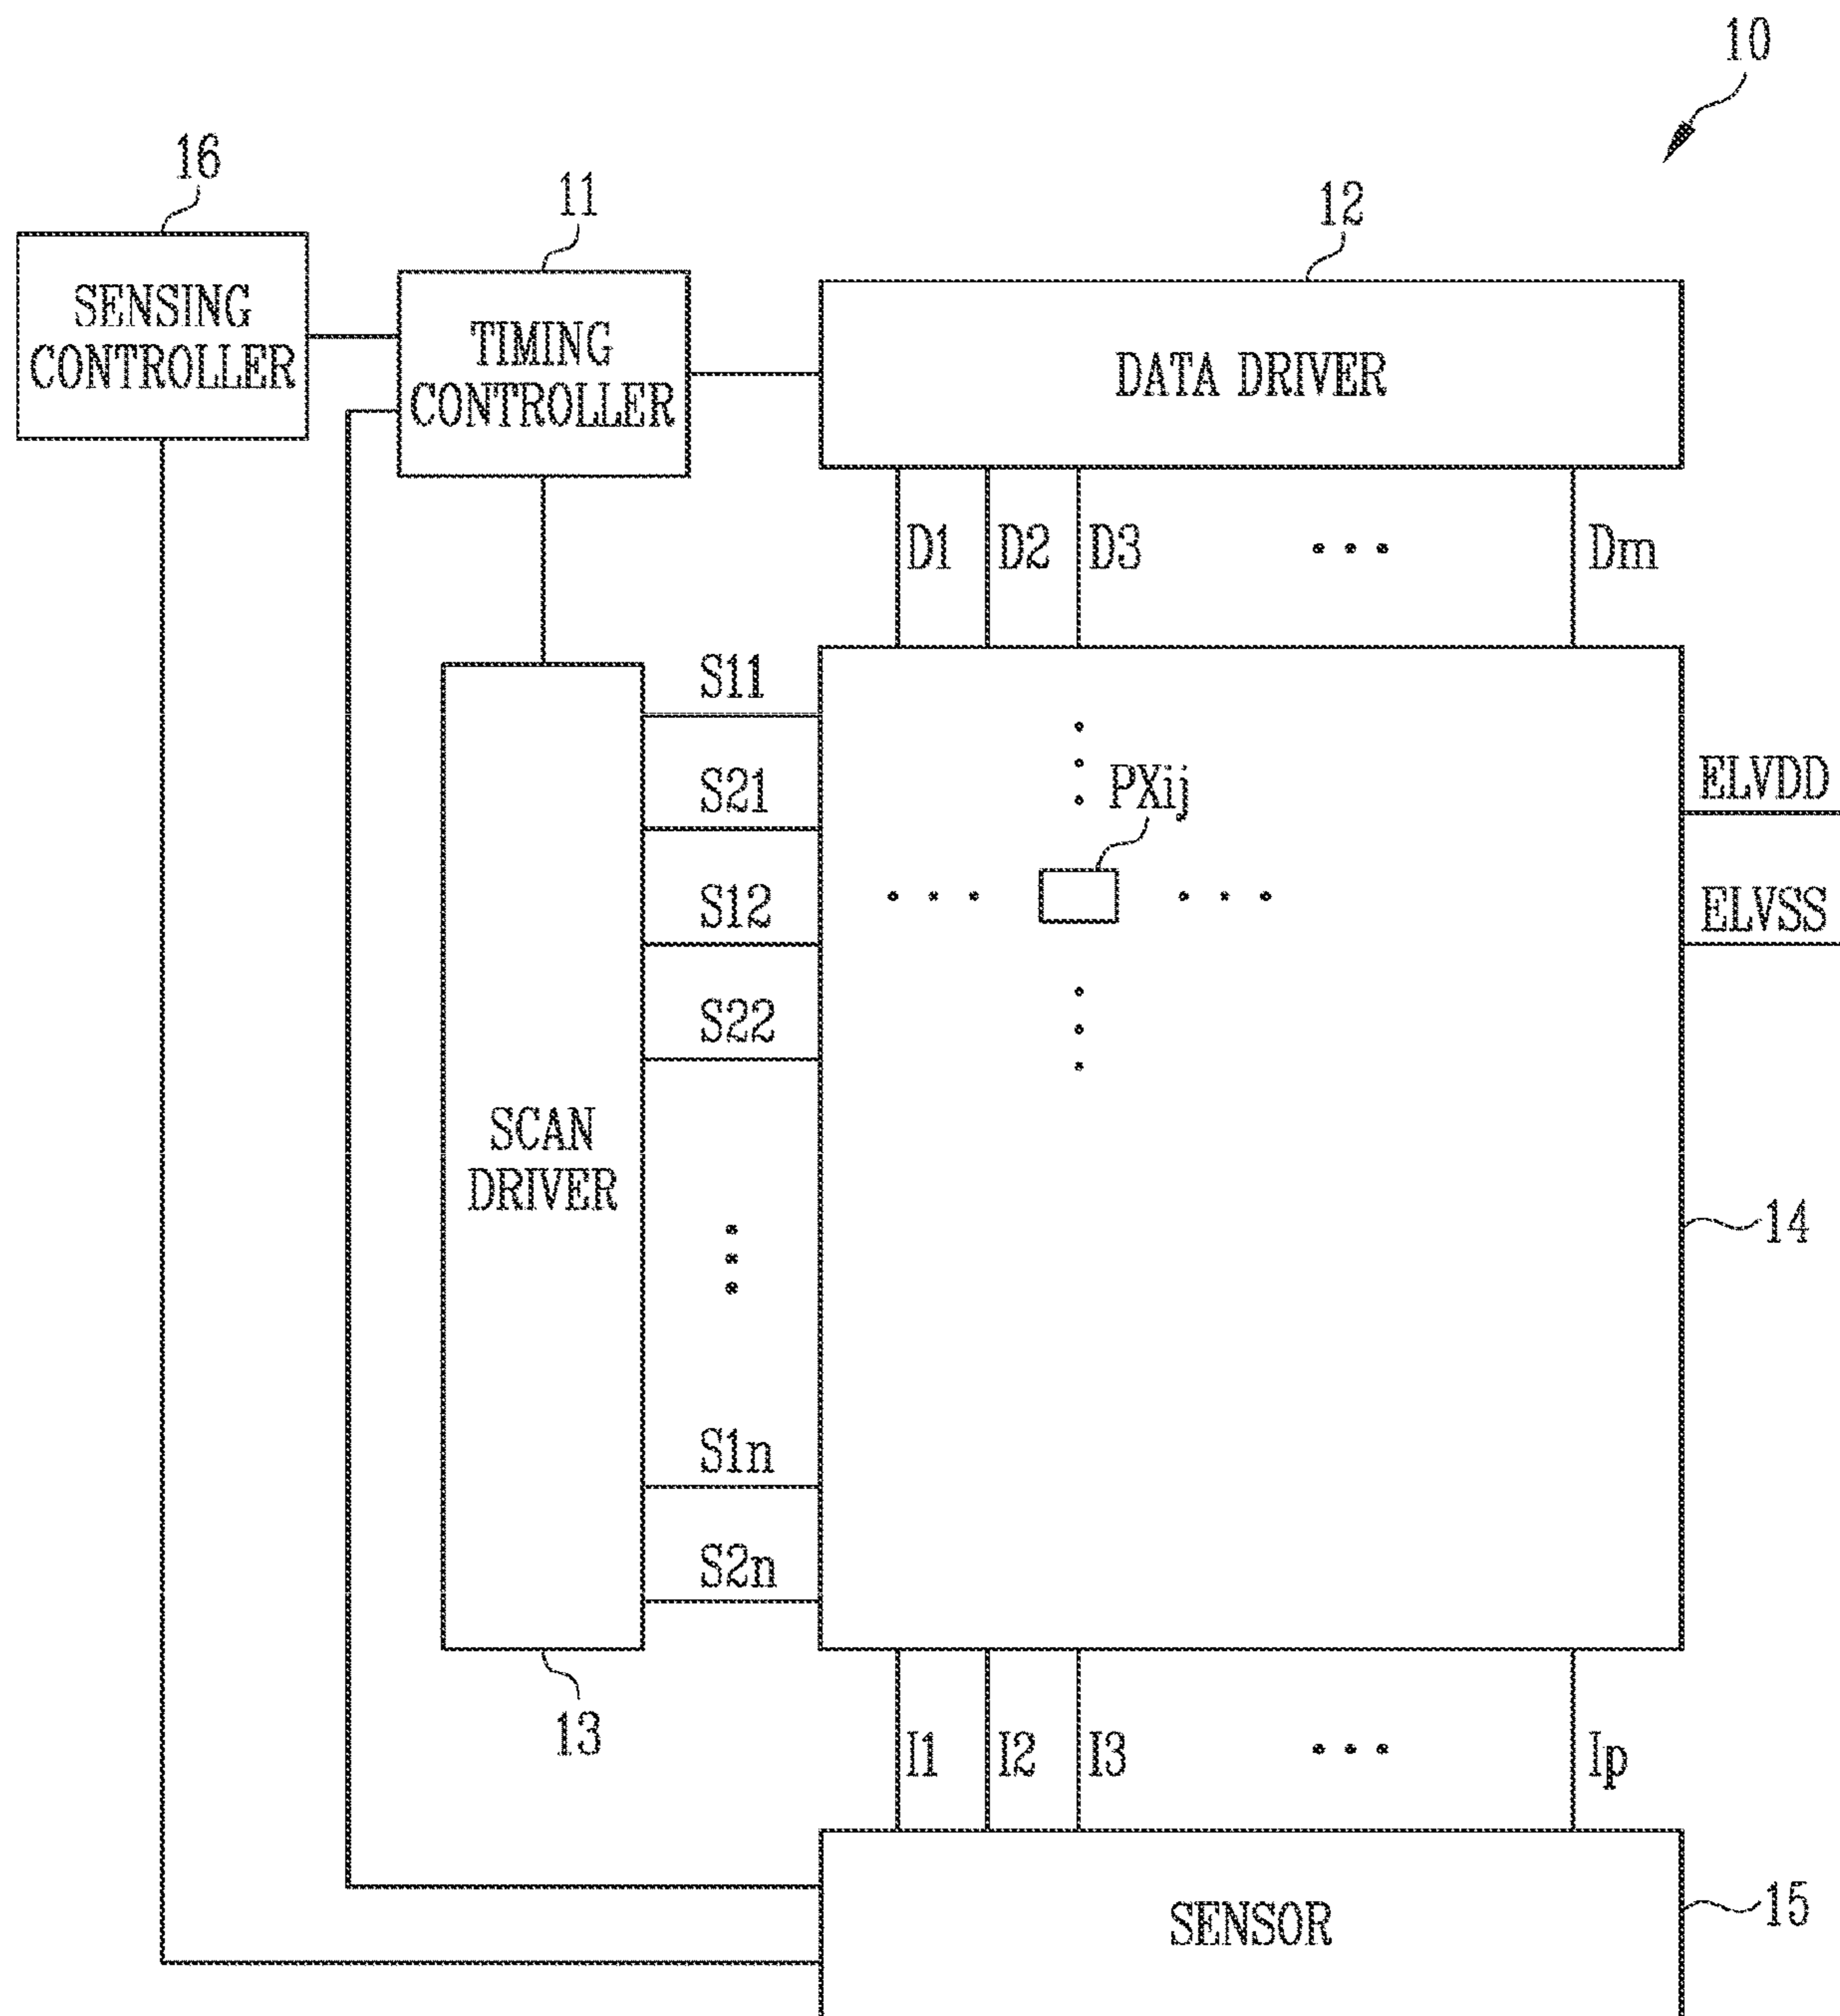 10
16
11
12
SENSING
CONTROLLER
TIMING
CONTROLLER
DATA DRIVER
D1 D2 D3 Dm
S11
S21
S12
S22
S1n
S2n
SCAN
DRIVER
13
PXij
ELVDD
ELVSS
14
I1 I2 I3 Ip
SENSOR
15